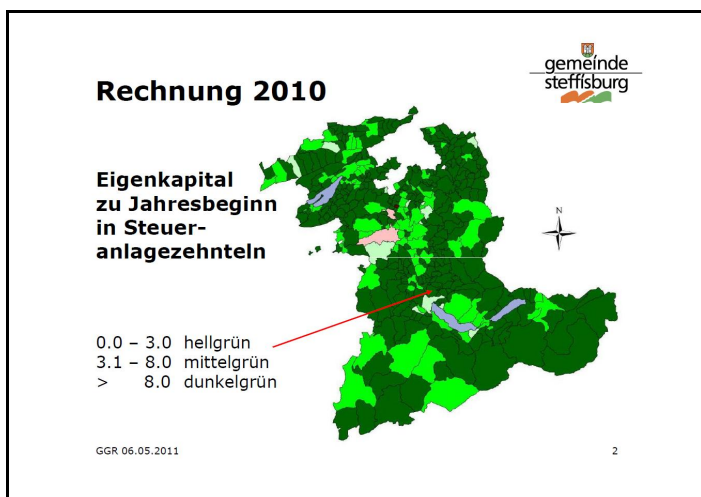 gemeinde
steffisburg
Rechnung 2010
Eigenkapital
zu Jahresbeginn
in Steuer-
anlagezehnteln
N
0.0 – 3.0 hellgrün
3.1 – 8.0 mittelgrün
> 8.0 dunkelgrün
GGR 06.05.2011
2